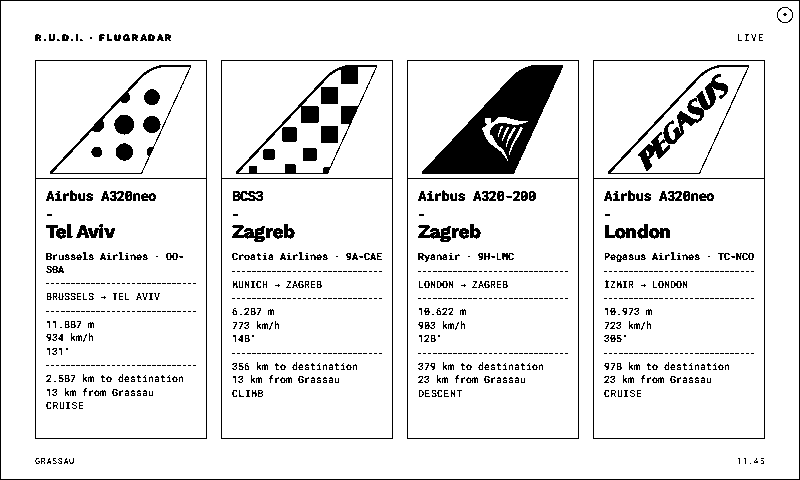 R.U.D.I. · FLUGRADAR
LIVE
PEGASUS
Airbus A320neo
-
Tel Aviv
Brussels Airlines · OO-
SBA
BRUSSELS → TEL AVIV
11.887 m
934 km/h
131°
2.587 km to destination
13 km from Grassau
CRUISE
BCS3
-
Zagreb
Croatia Airlines · 9A-CAE
MUNICH → ZAGREB
6.287 m
773 km/h
148°
356 km to destination
13 km from Grassau
CLIMB
Airbus A320-200
-
Zagreb
Ryanair · 9H-LMC
LONDON → ZAGREB
10.622 m
903 km/h
128°
379 km to destination
23 km from Grassau
DESCENT
Airbus A320neo
-
London
Pegasus Airlines · TC-NCO
IZMIR → LONDON
10.973 m
723 km/h
305°
978 km to destination
23 km from Grassau
CRUISE
GRASSAU
11.45